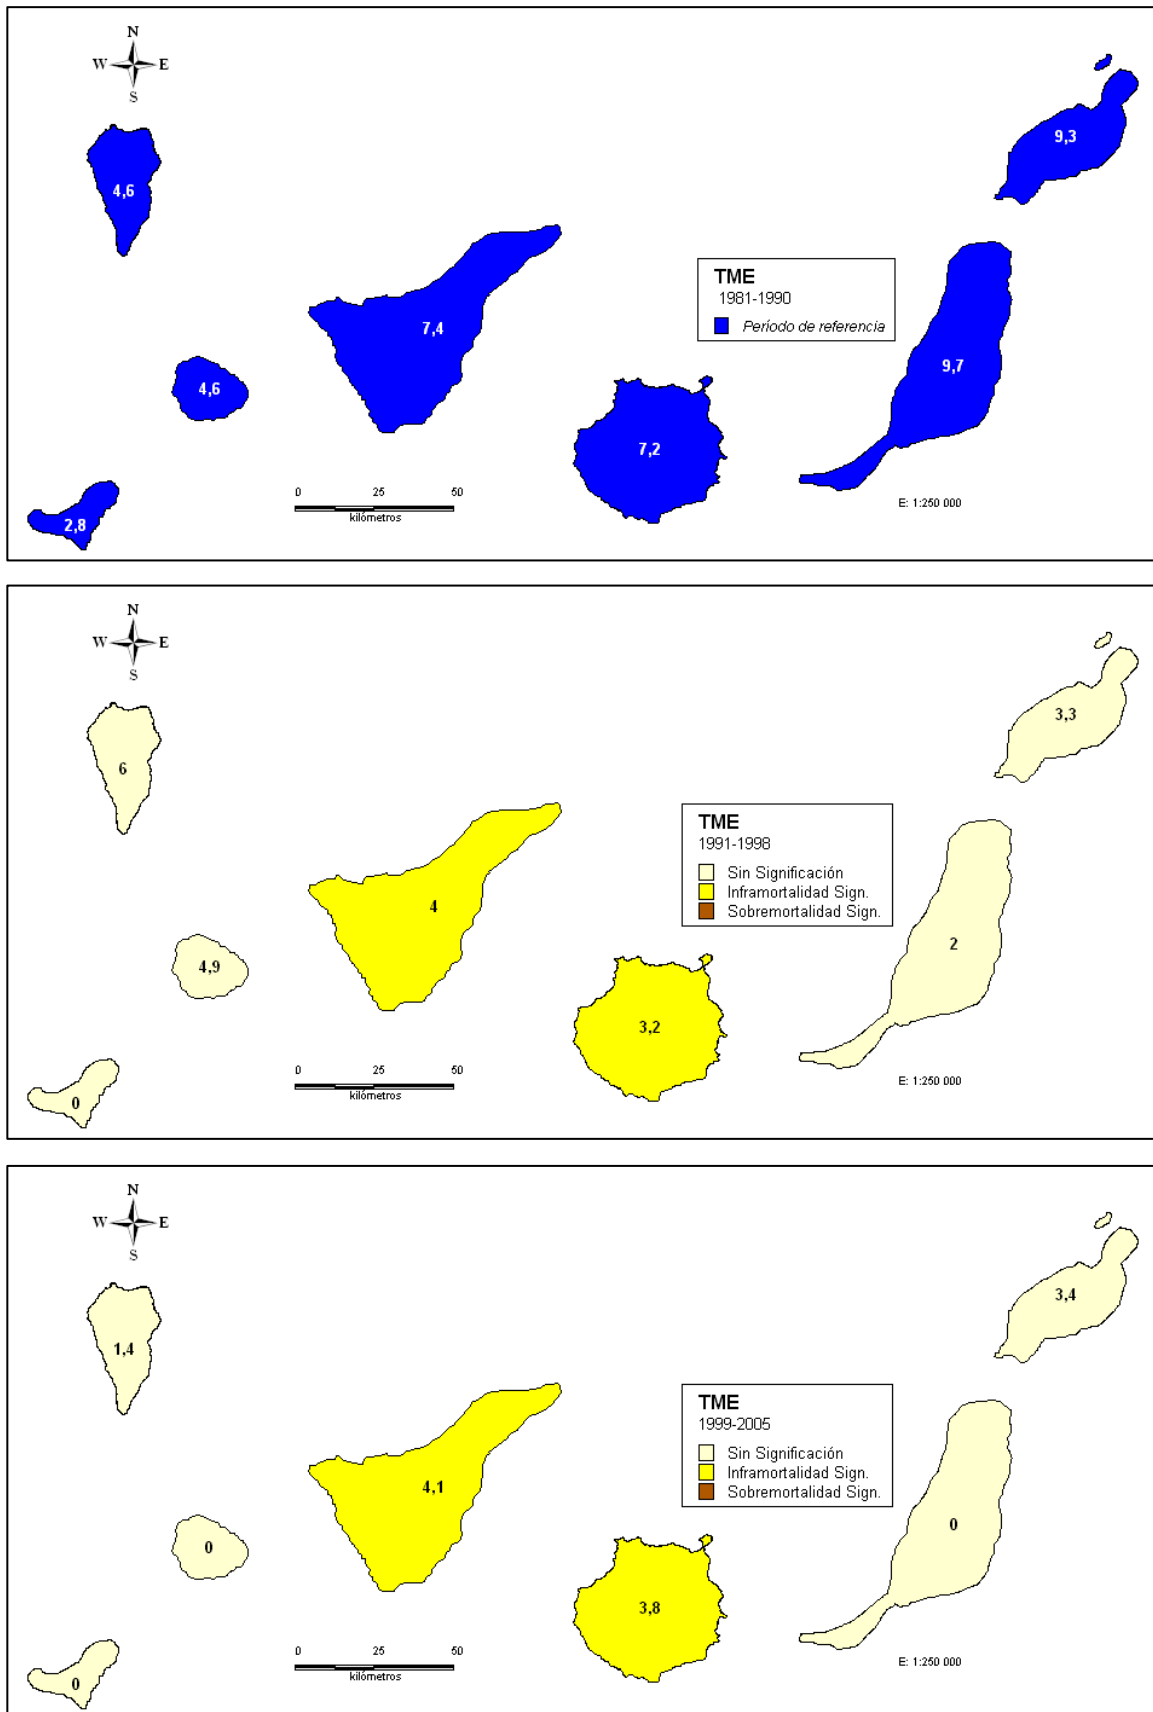 N
W E
S
9,3
4,6
TME
1981-1990
Período de referencia
7,4
9,7
4,6
7,2
0 25 50
kilómetros
E: 1:250 000
2,8
N
W E
S
3,3
6
TME
1991-1998
Sin Significación
Inframortalidad Sign.
Sobremortalidad Sign.
4
2
4,9
3,2
0 25 50
kilómetros
E: 1:250 000
0
N
W E
S
3,4
1,4
TME
1999-2005
Sin Significación
Inframortalidad Sign.
Sobremortalidad Sign.
4,1
0
0
3,8
0 25 50
kilómetros
E: 1:250 000
0